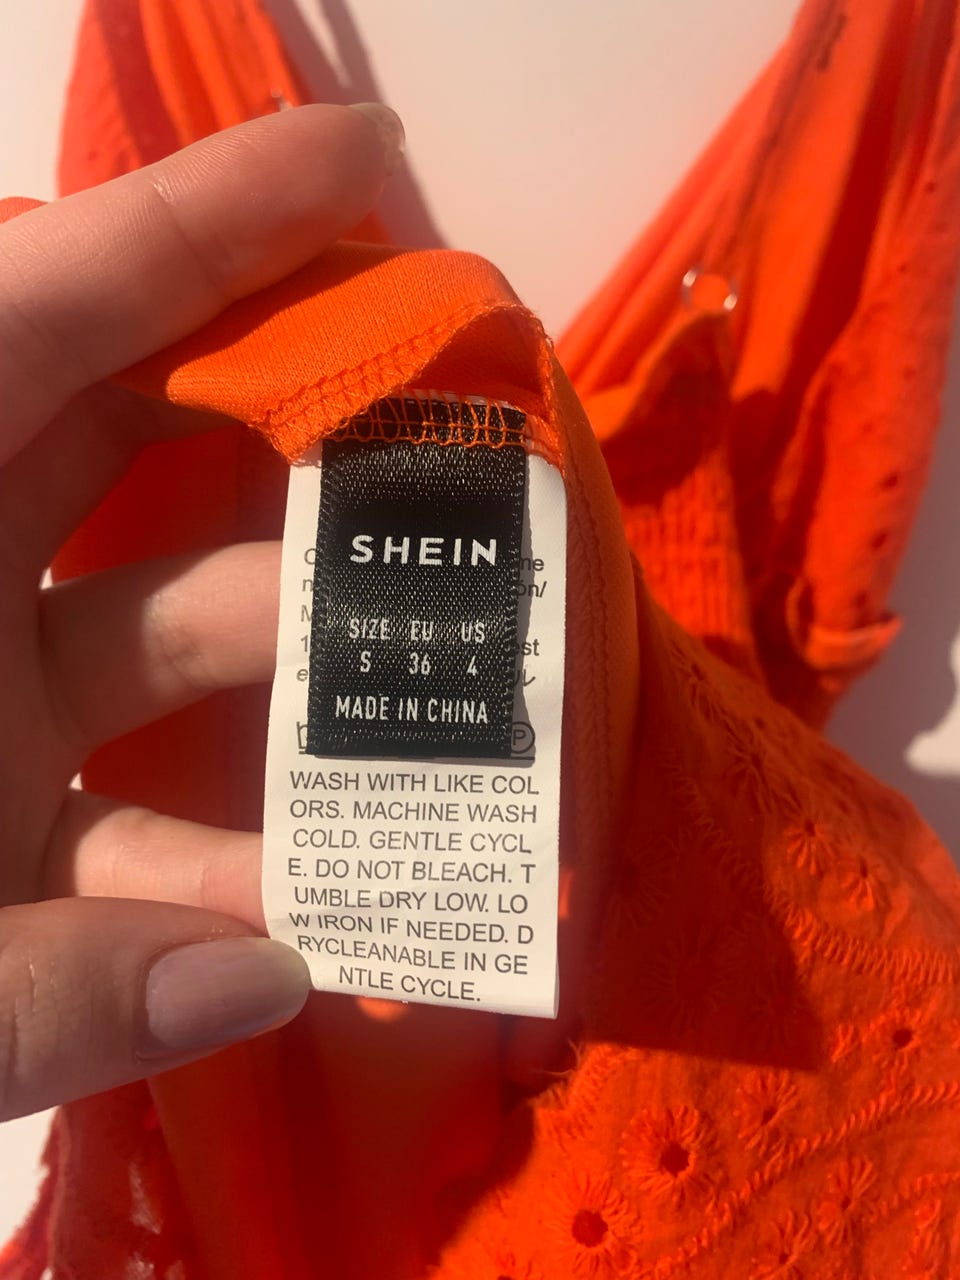 SHEIN
SIZE EU US
S 36 4
MADE IN CHINA
P
WASH WITH LIKE COL
ORS. MACHINE WASH
COLD. GENTLE CYCL
E. DO NOT BLEACH. T
UMBLE DRY LOW. LO
W IRON IF NEEDED. D
RYCLEANABLE IN GE
NTLE CYCLE.